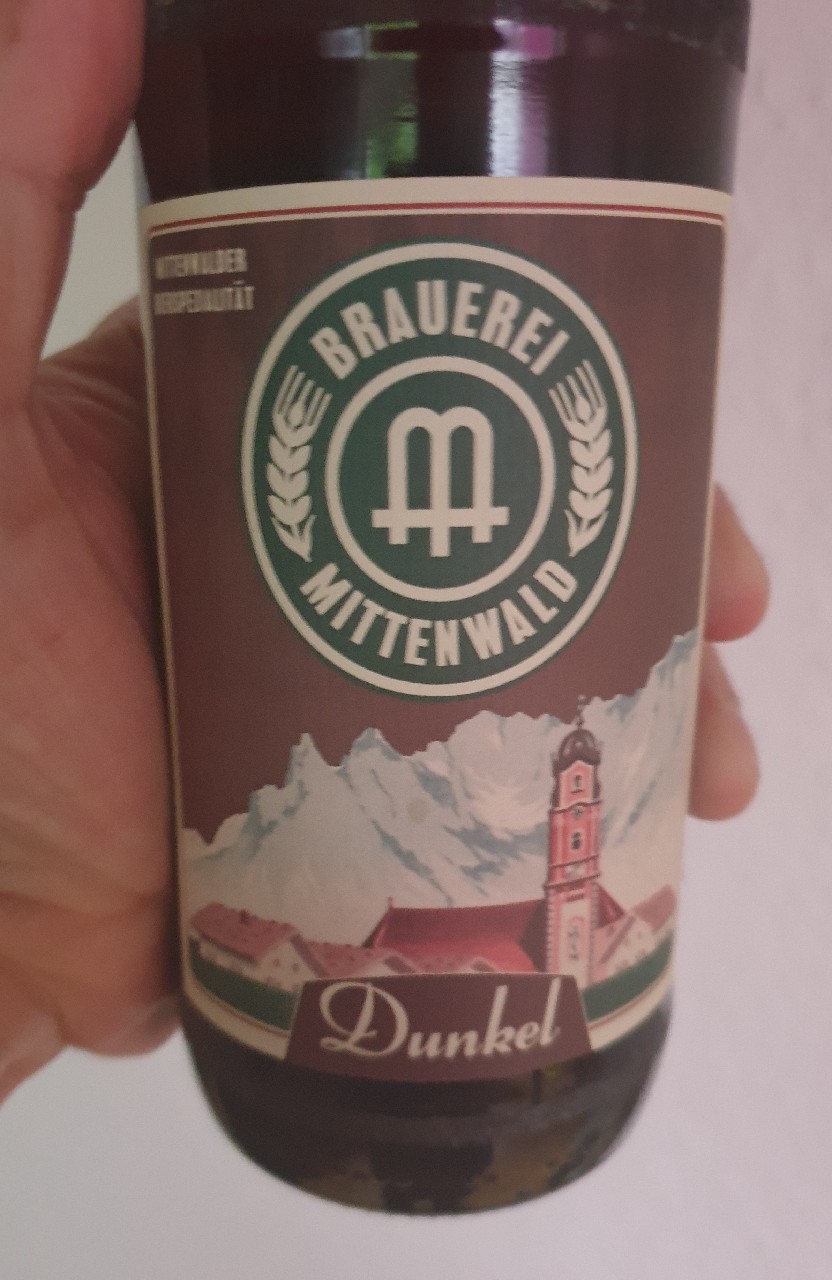 MITTENWALDER
BIERSPEZIALITÄT
BRAUEREI
MITTENWALD
Dunkel